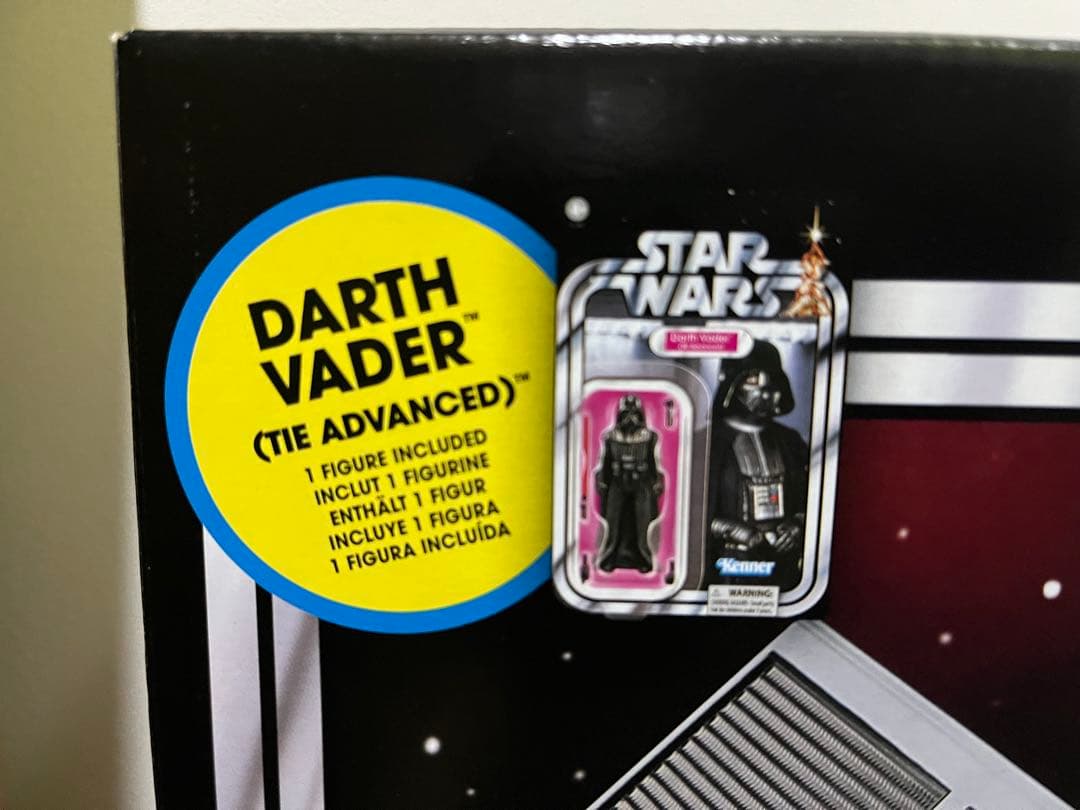 DARTH
VADER™
(TIE ADVANCED)™
1 FIGURE INCLUDED
INCLUT 1 FIGURINE
ENTHÄLT 1 FIGUR
INCLUYE 1 FIGURA
1 FIGURA INCLUÍDA
STAR
WARS
Darth Vader
Kenner
WARNING: